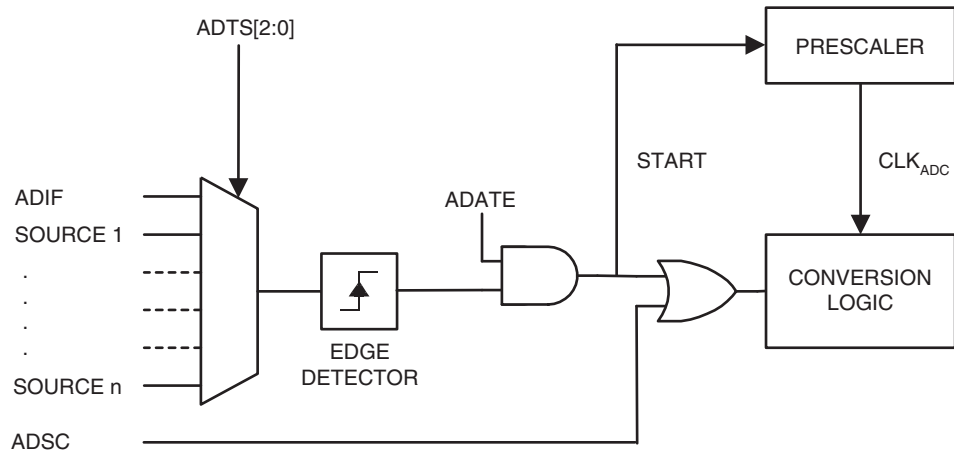 ADTS[2:0]
PRESCALER
START
CLKADC
ADIF
ADATE
SOURCE 1
.
.
.
.
CONVERSION
LOGIC
EDGE
DETECTOR
SOURCE n
ADSC